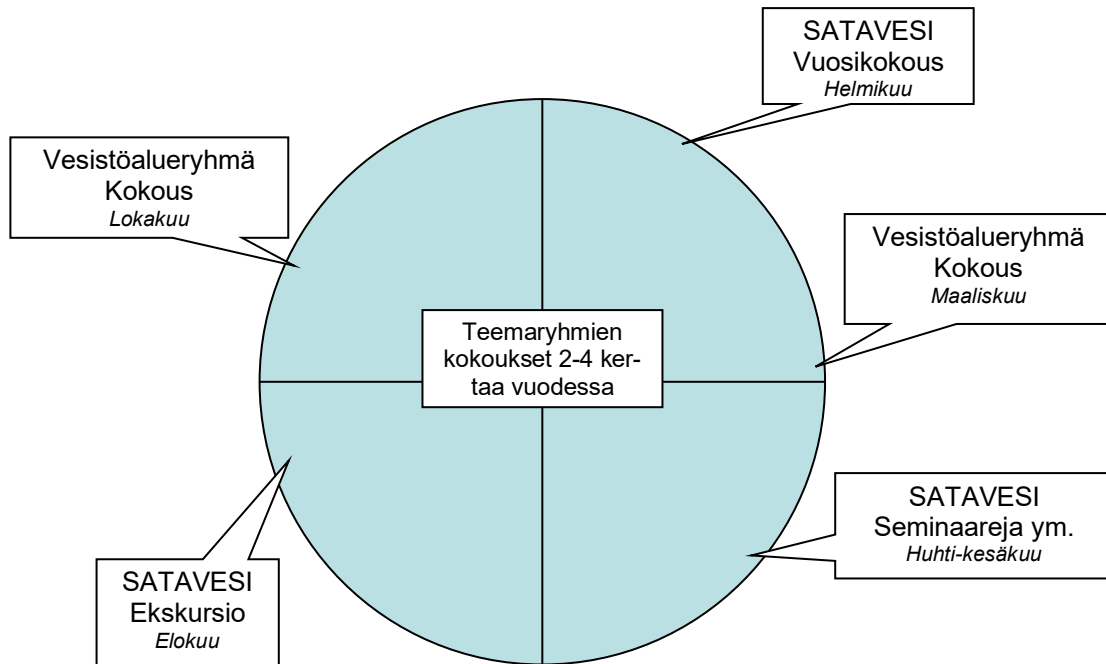 SATAVESI
Vuosikokous
Helmikuu
Vesistöalueryhmä
Kokous
Lokakuu
Vesistöalueryhmä
Kokous
Maaliskuu
Teemaryhmien
kokoukset 2-4 ker-
taa vuodessa
SATAVESI
Seminaareja ym.
Huhti-kesäkuu
SATAVESI
Ekskursio
Elokuu